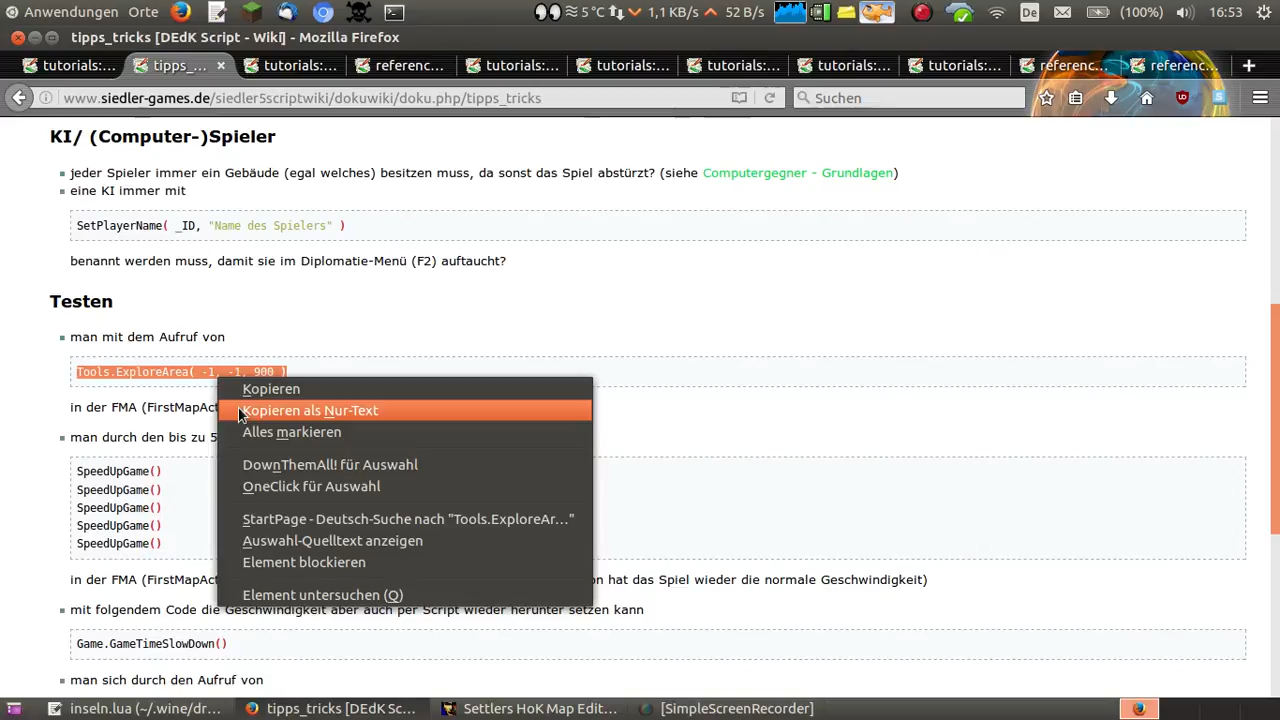 Anwendungen Orte 5 °C 1,1 KB/s 52 B/s De (100%) 16:53
tipps_tricks [DEdK Script - Wiki] - Mozilla Firefox
tutorials:... tipps_... × tutorials:... referenc... tutorials:... tutorials:... tutorials:... tutorials:... tutorials:... referenc... referenc...
www.siedler-games.de/siedler5scriptwiki/dokuwiki/doku.php/tipps_tricks Suchen
KI/ (Computer-)Spieler
jeder Spieler immer ein Gebäude (egal welches) besitzen muss, da sonst das Spiel abstürzt? (siehe Computergegner - Grundlagen)
eine KI immer mit
SetPlayerName( _ID, "Name des Spielers" )
benannt werden muss, damit sie im Diplomatie-Menü (F2) auftaucht?
Testen
man mit dem Aufruf von
Tools.ExploreArea( -1, -1, 900 )
in der FMA (FirstMapAct
man durch den bis zu 5
SpeedUpGame()
SpeedUpGame()
SpeedUpGame()
SpeedUpGame()
SpeedUpGame()
in der FMA (FirstMapAct on hat das Spiel wieder die normale Geschwindigkeit)
mit folgendem Code die Geschwindigkeit aber auch per Script wieder herunter setzen kann
Game.GameTimeSlowDown()
man sich durch den Aufruf von
Kopieren
Kopieren als Nur-Text
Alles markieren
DownThemAll! für Auswahl
OneClick für Auswahl
StartPage - Deutsch-Suche nach "Tools.ExploreAr..."
Auswahl-Quelltext anzeigen
Element blockieren
Element untersuchen (Q)
inseln.lua (~/.wine/dr... tipps_tricks [DEdK Sc... Settlers HoK Map Edit... [SimpleScreenRecorder]